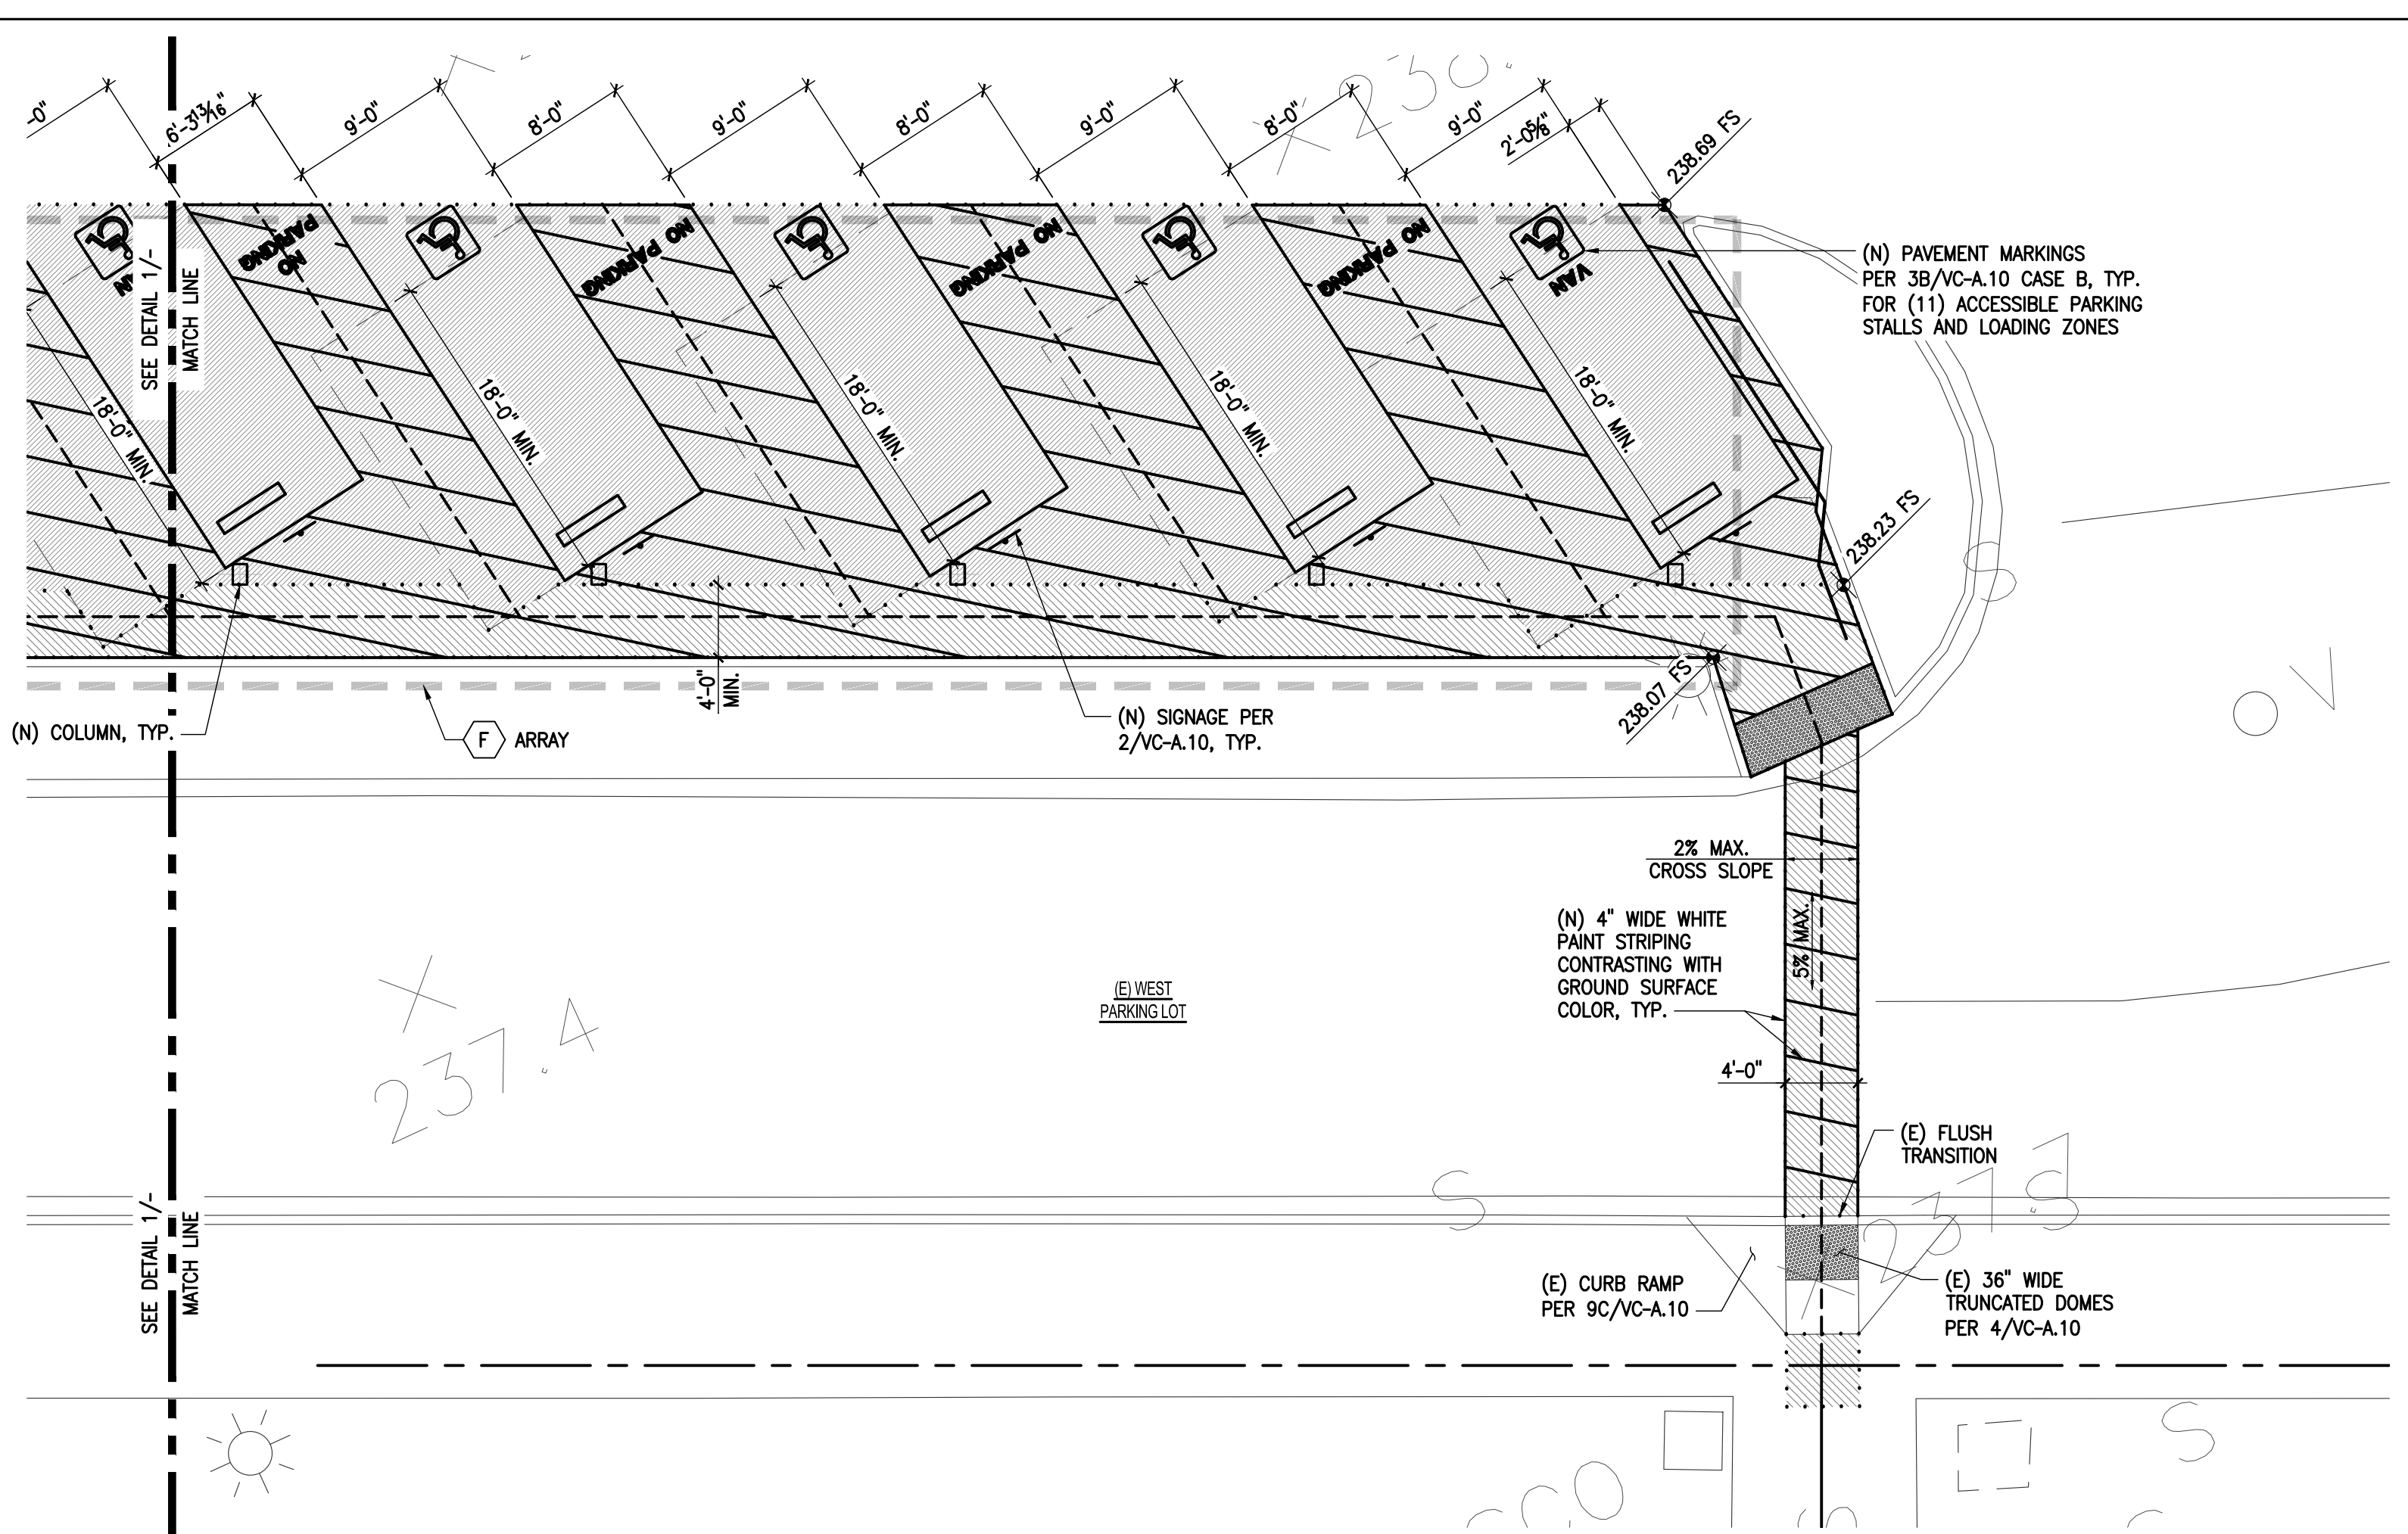 -0"
6'-3 13/16"
9'-0"
8'-0"
9'-0"
8'-0"
9'-0"
8'-0"
9'-0"
2'-0 5/8"
238.69 FS
NO
PARKING
NO PARKING
NO PARKING
NO PARKING
VAN
SEE DETAIL 1/-
MATCH LINE
(N) PAVEMENT MARKINGS
PER 3B/VC-A.10 CASE B, TYP.
FOR (11) ACCESSIBLE PARKING
STALLS AND LOADING ZONES
18'-0" MIN.
18'-0" MIN.
18'-0" MIN.
18'-0" MIN.
18'-0" MIN.
238.23 FS
S
V
4'-0"
MIN.
238.07 FS
(N) COLUMN, TYP.
F ARRAY
(N) SIGNAGE PER
2/VC-A.10, TYP.
2% MAX.
CROSS SLOPE
5% MAX.
(N) 4" WIDE WHITE
PAINT STRIPING
CONTRASTING WITH
GROUND SURFACE
COLOR, TYP.
(E) WEST
PARKING LOT
237.4
4'-0"
(E) FLUSH
TRANSITION
S
SEE DETAIL 1/-
MATCH LINE
(E) CURB RAMP
PER 9C/VC-A.10
(E) 36" WIDE
TRUNCATED DOMES
PER 4/VC-A.10
S